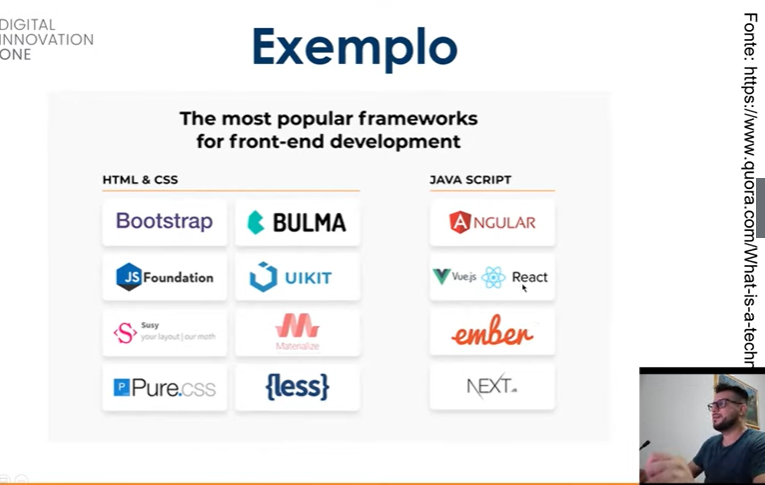 DIGITAL
INNOVATION
ONE
Exemplo
The most popular frameworks
for front-end development
HTML & CSS
JAVA SCRIPT
Bootstrap
BULMA
ANGULAR
JS Foundation
UIKIT
Vue.js React
Susy
your layout | our math
Materialize
ember
P Pure.css
{less}
NEXT.js
Fonte: https://www.quora.com/What-is-a-techn